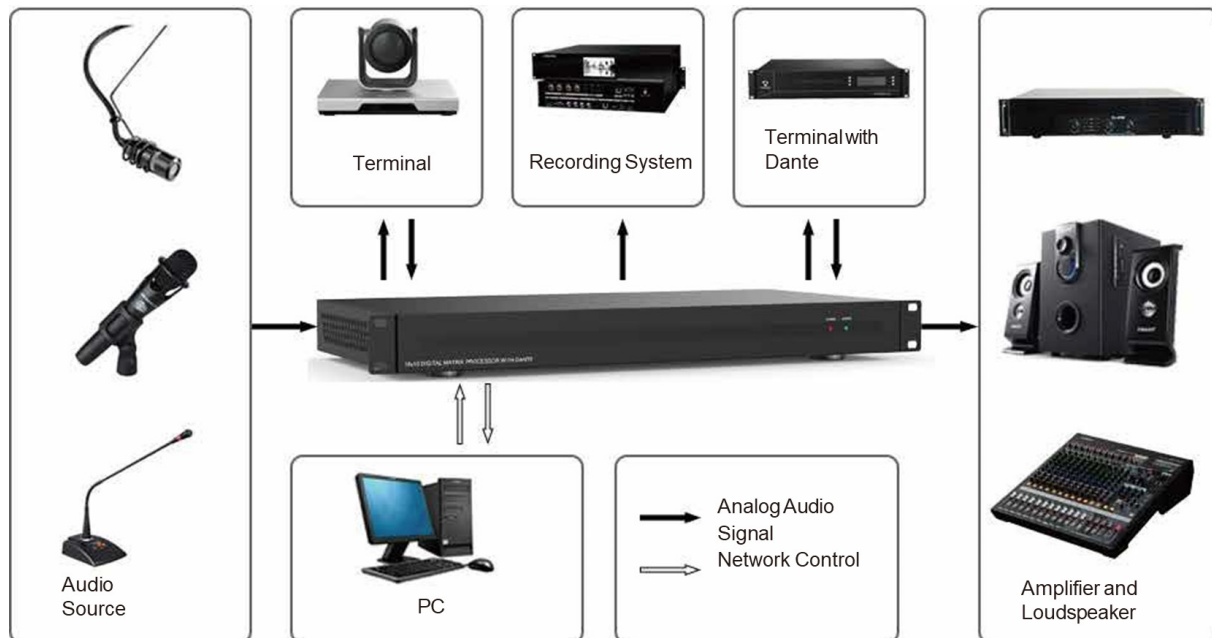 Terminal
Recording System
Terminal with
Dante
Audio
Source
PC
Analog Audio
Signal
Network Control
Amplifier and
Loudspeaker